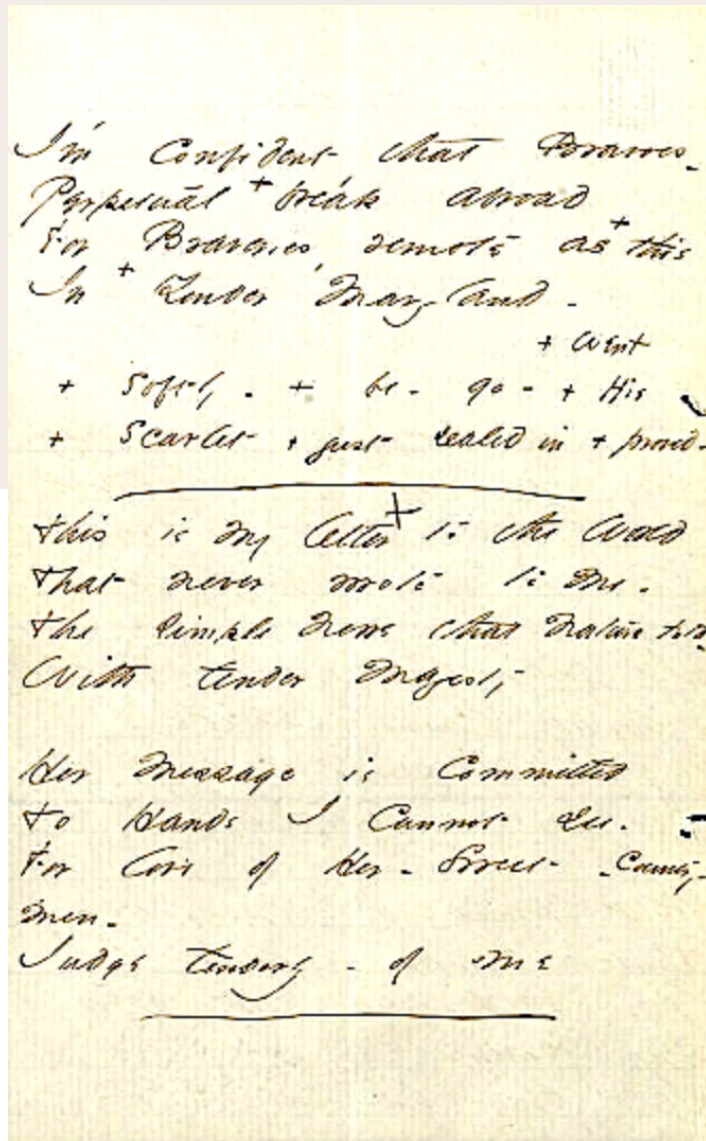 I'm confident that Bravoes -
Perpetual + break abroad
For Braveries, remote as + this
In + Yonder Maryland -
+ went
+ Softly - + be - go - + His
+ Scarlet + just sealed in + proved -
This is my letter + to the World
That never wrote to Me -
The simple News that Nature told -
With tender Majesty
Her Message is Committed
To Hands I Cannot see -
For love of Her - Sweet - Country -
men -
Judge tenderly - of Me